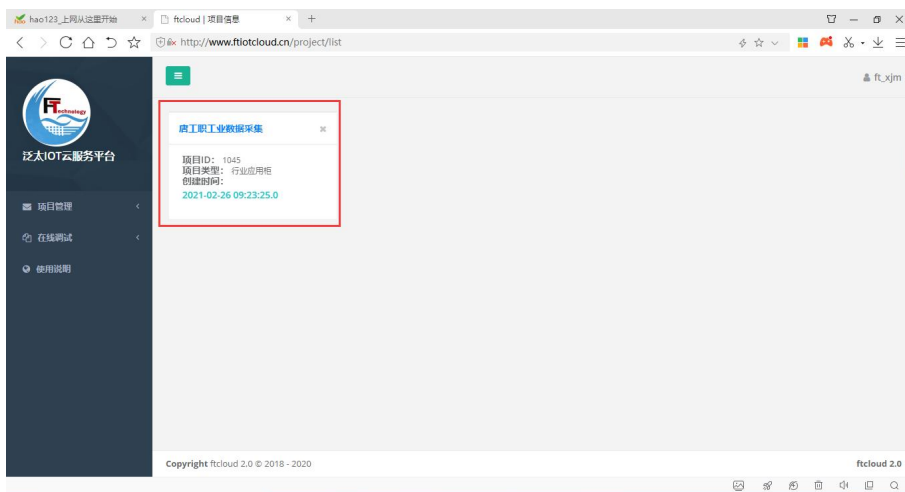 hao123_上网从这里开始
ftcloud | 项目信息
http://www.ftiotcloud.cn/project/list
FTechnology
泛太IOT云服务平台
ft_xjm
唐工职工业数据采集
项目ID： 1045
项目类型： 行业应用柜
创建时间：
2021-02-26 09:23:25.0
项目管理
在线调试
使用说明
Copyright ftcloud 2.0 © 2018 - 2020
ftcloud 2.0